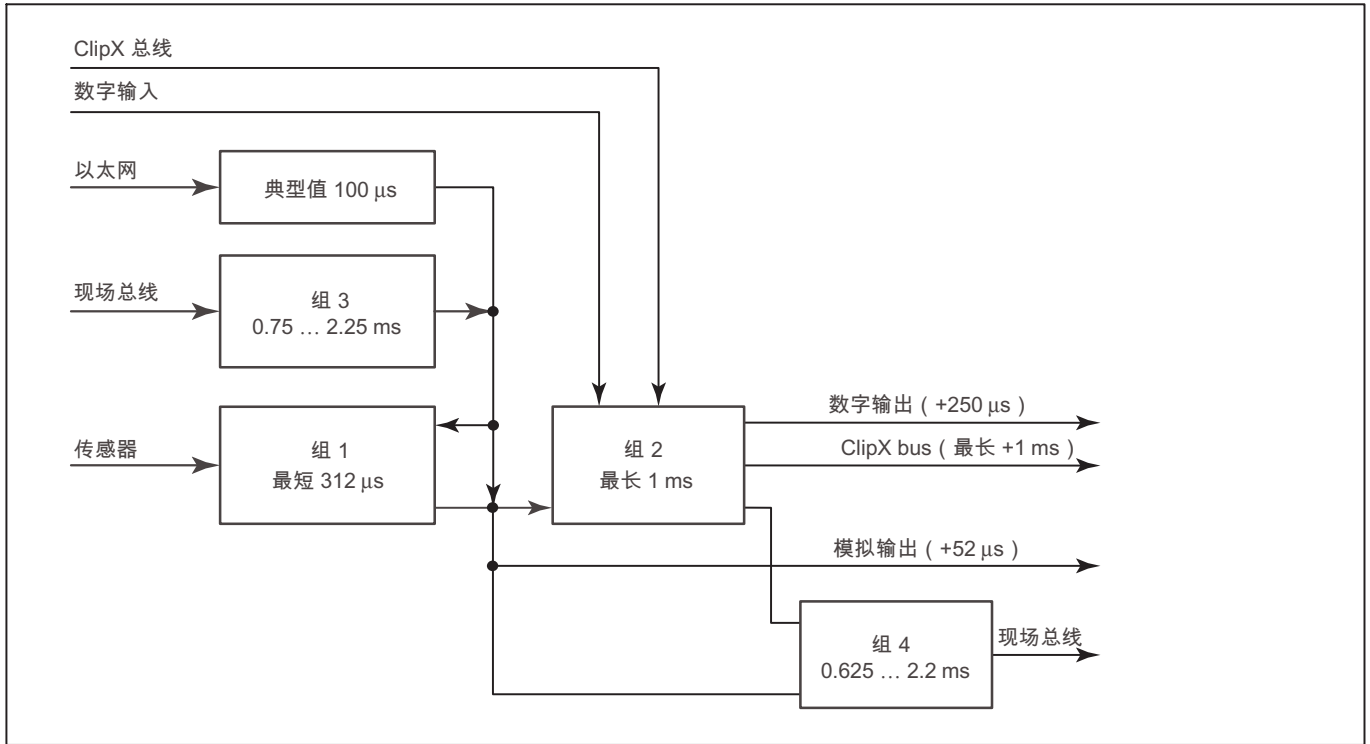 ClipX 总线
数字输入
以太网
典型值 100 μs
现场总线
组 3
0.75 … 2.25 ms
传感器
组 1
最短 312 μs
组 2
最长 1 ms
数字输出（+250 μs）
ClipX bus（最长 +1 ms）
模拟输出（+52 μs）
组 4
0.625 … 2.2 ms
现场总线